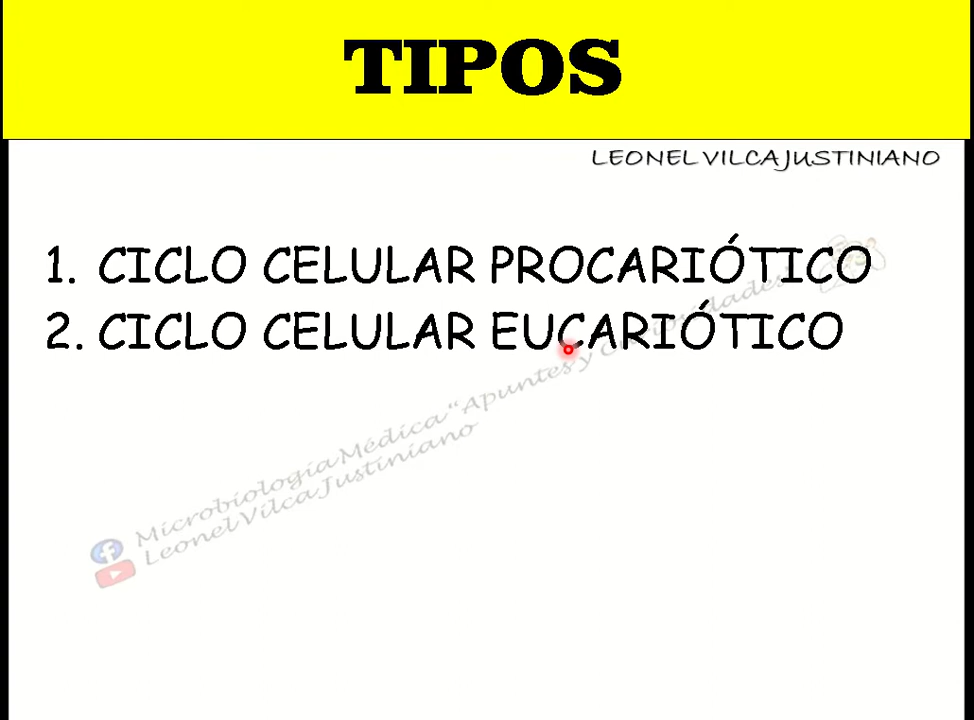 TIPOS
LEONEL VILCA JUSTINIANO
1. CICLO CELULAR PROCARIÓTICO
2. CICLO CELULAR EUCARIÓTICO
Microbiología Médica “Apuntes y
Leonel Vilca Justiniano